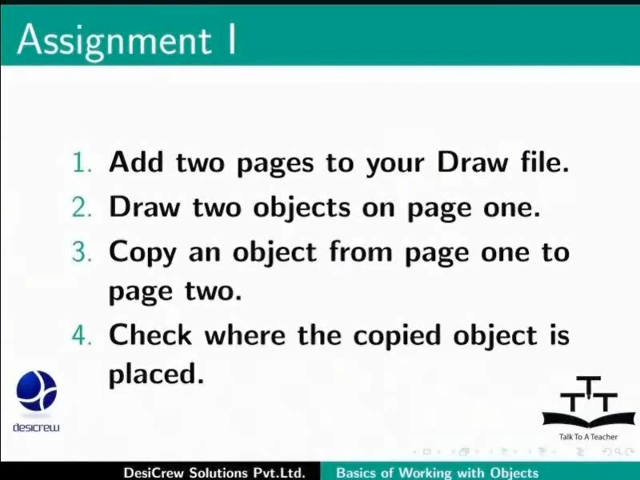 Assignment I
1. Add two pages to your Draw file.
2. Draw two objects on page one.
3. Copy an object from page one to
page two.
4. Check where the copied object is
placed.
desicrew
TTT
Talk To A Teacher
DesiCrew Solutions Pvt.Ltd. Basics of Working with Objects